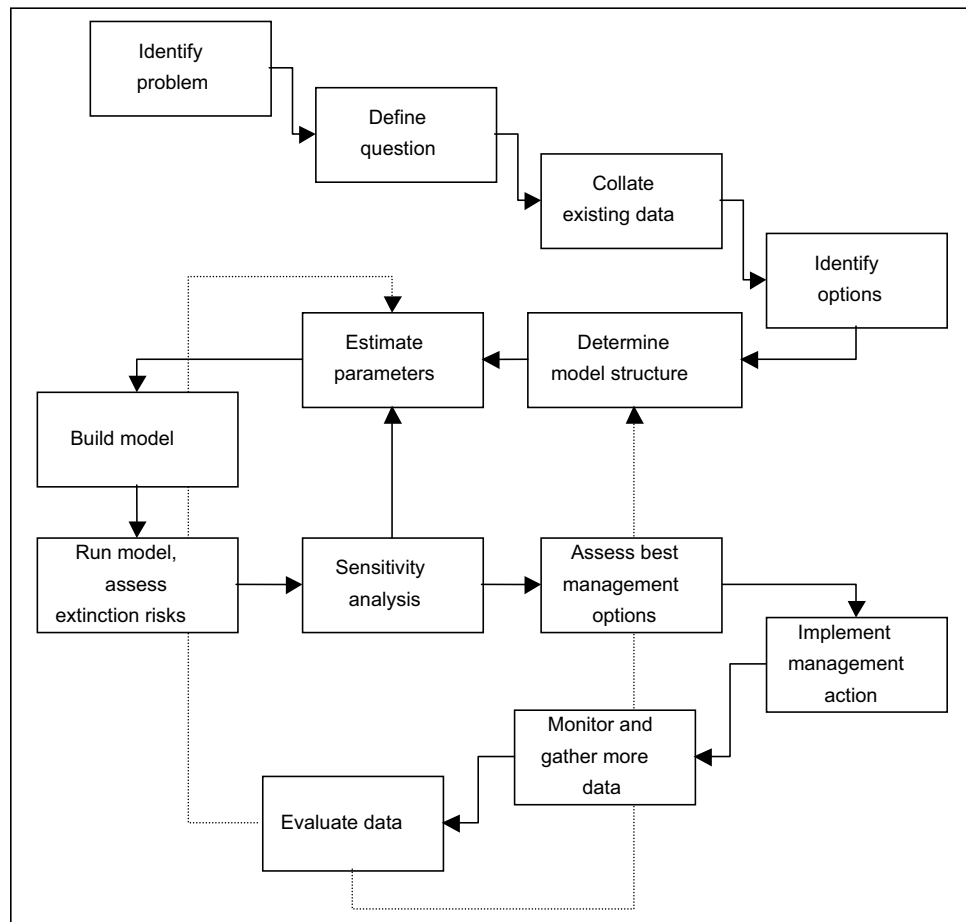 Identify
problem
Define
question
Collate
existing data
Identify
options
Determine
model structure
Estimate
parameters
Build model
Run model,
assess
extinction risks
Sensitivity
analysis
Assess best
management
options
Implement
management
action
Monitor and
gather more
data
Evaluate data